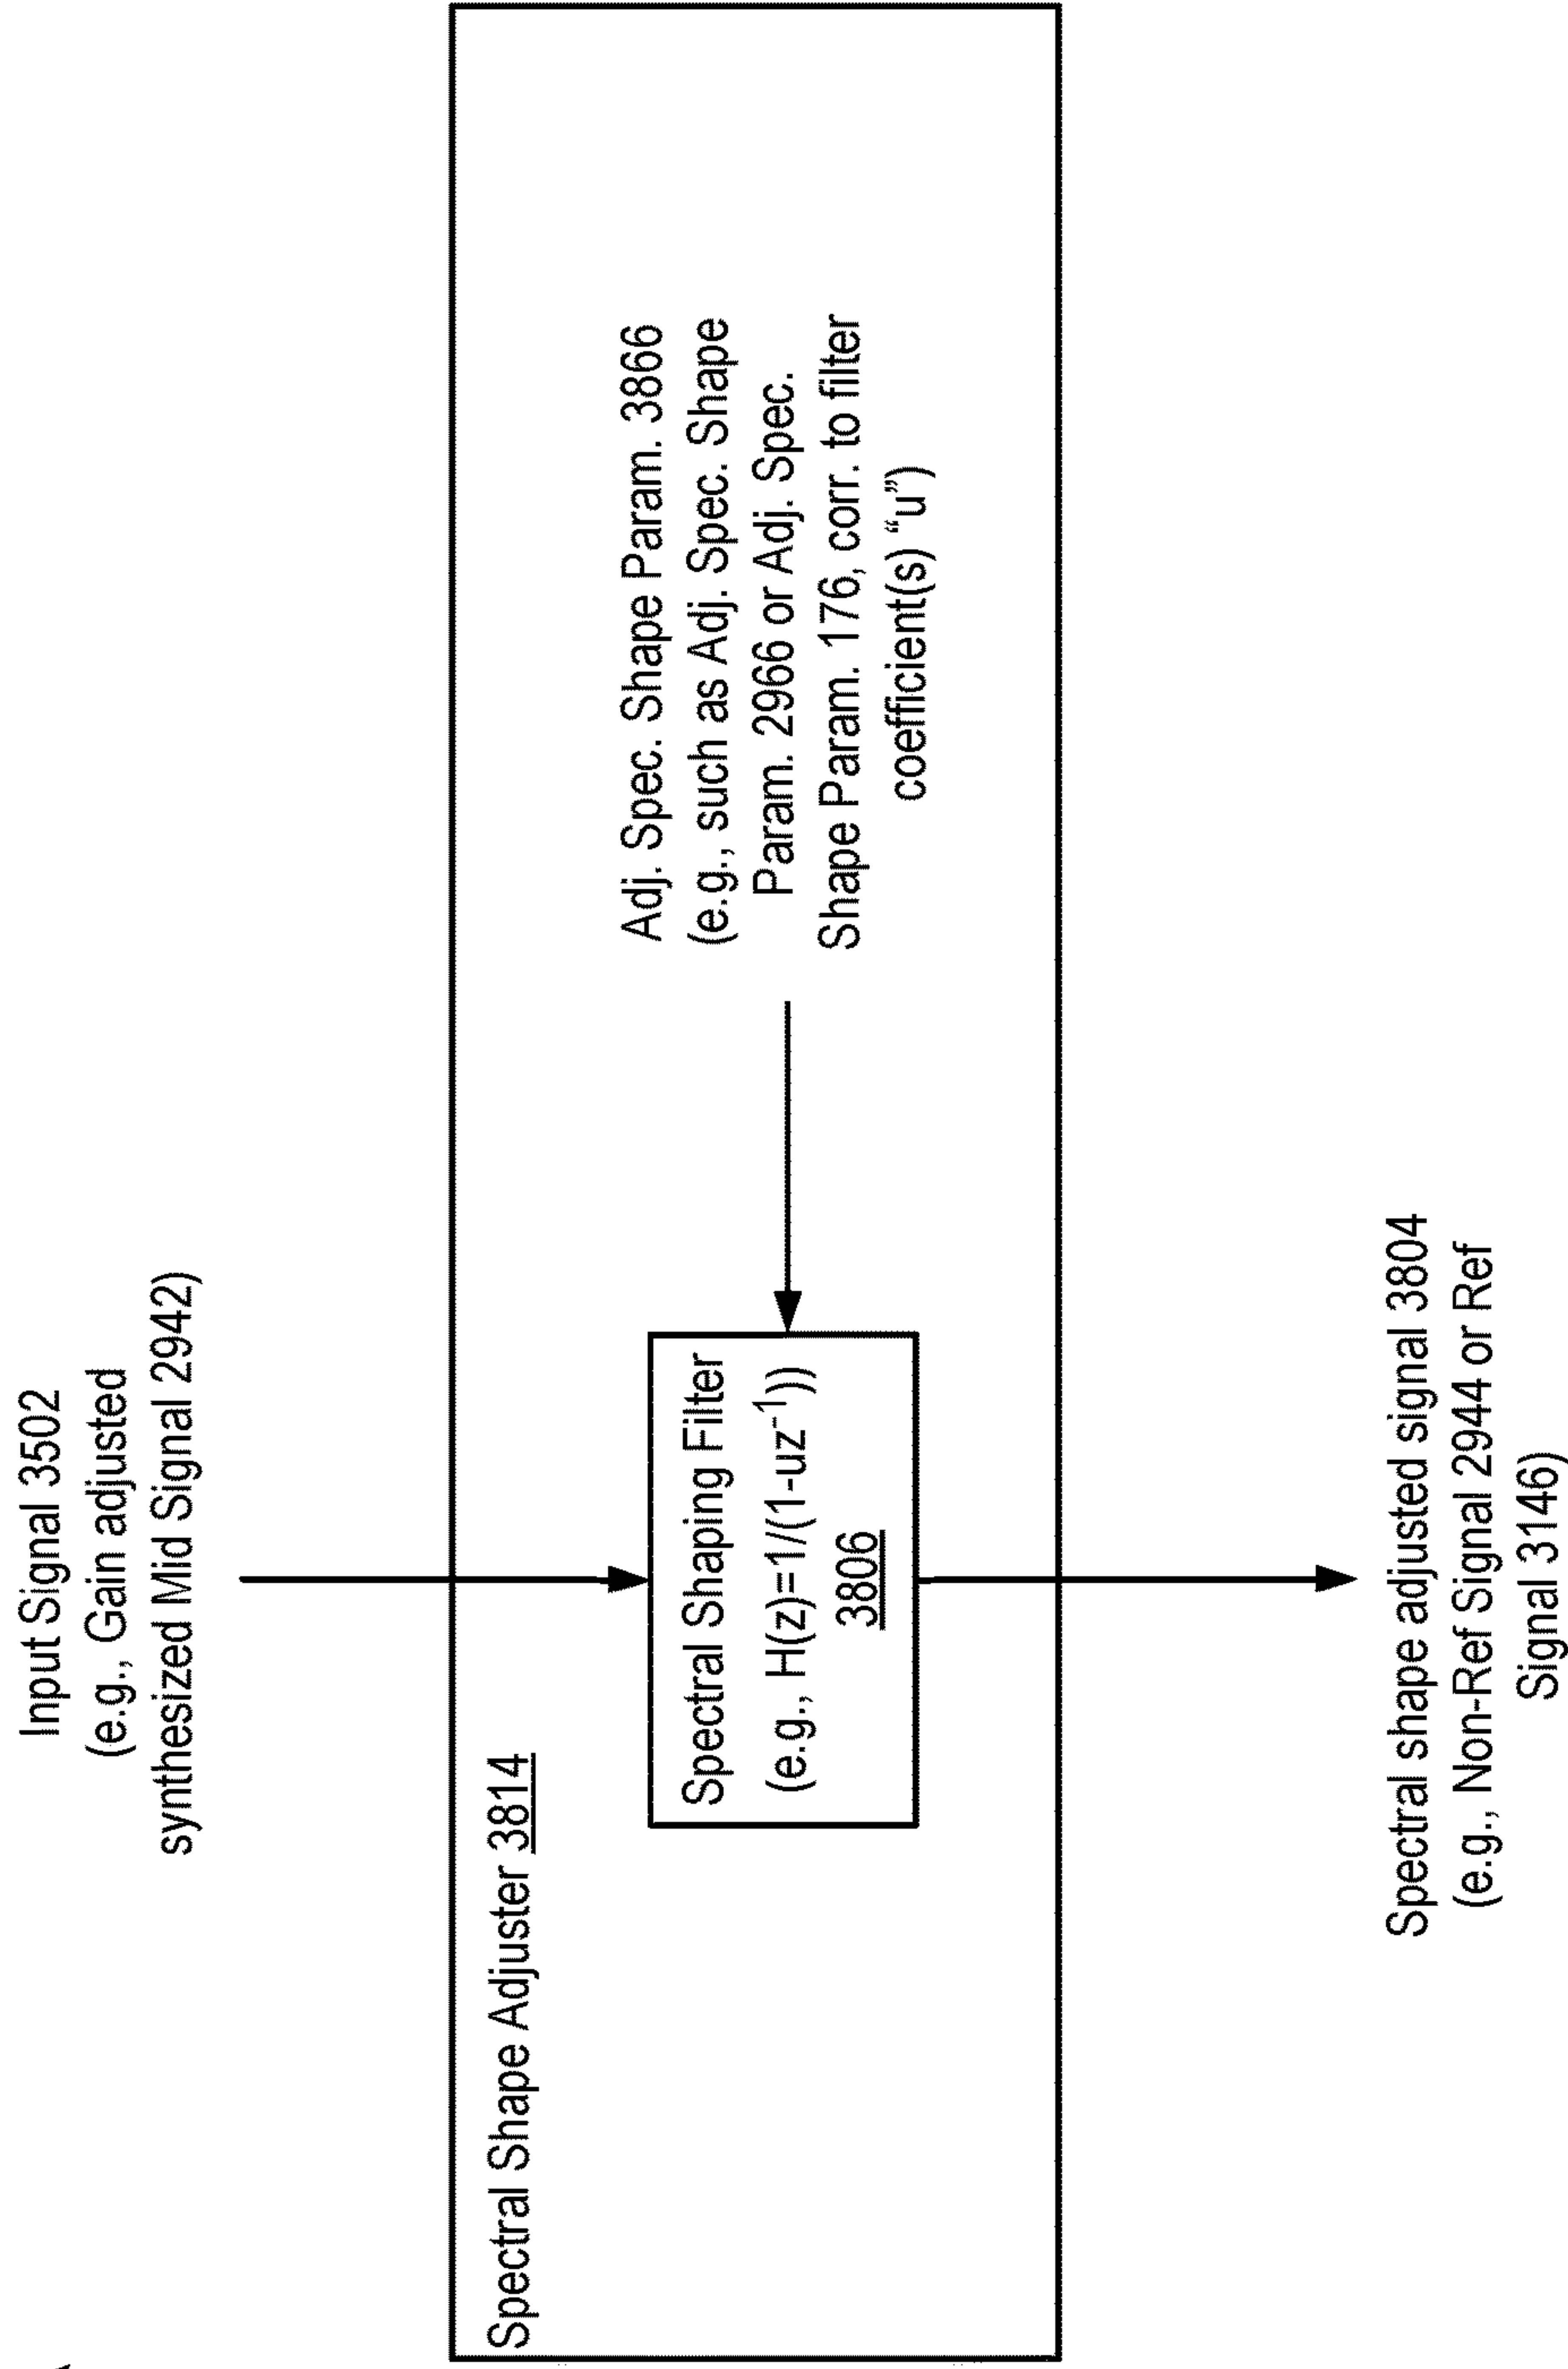 Input Signal 3502
(e.g., Gain adjusted
synthesized Mid Signal 2942)
Spectral Shape Adjuster 3814
Spectral Shaping Filter
(e.g., H(z)=1/(1-uz⁻¹))
3806
Adj. Spec. Shape Param. 3866
(e.g., such as Adj. Spec. Shape
Param. 2966 or Adj. Spec.
Shape Param. 176, corr. to filter
coefficient(s) “u”)
Spectral shape adjusted signal 3804
(e.g., Non-Ref Signal 2944 or Ref
Signal 3146)